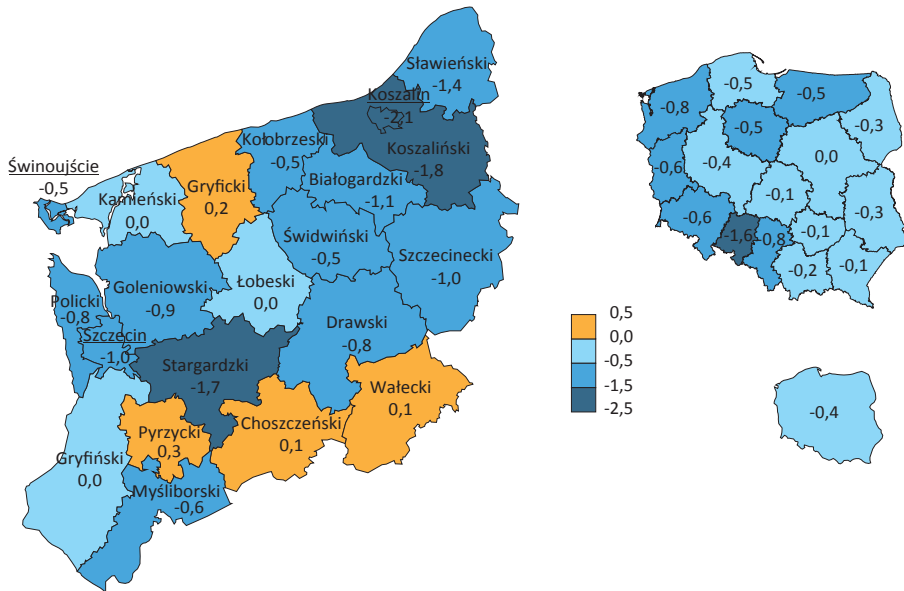 Sławieński
-1,4
Koszalin
-2,1
Koszaliński
-1,8
Kołobrzeski
-0,5
Białogardzki
-1,1
Świnoujście
-0,5
Kamieński
0,0
Gryficki
0,2
Świdwiński
-0,5
Szczecinecki
-1,0
Goleniowski
-0,9
Łobeski
0,0
Policki
-0,8
Szczecin
-1,0
Drawski
-0,8
Stargardzki
-1,7
Wałecki
0,1
Choszczeński
0,1
Pyrzycki
0,3
Gryfiński
0,0
Myśliborski
-0,6
-0,5
-0,8
-0,5
-0,5
-0,3
-0,4
0,0
-0,6
-0,1
-0,3
-0,6
-1,6
-0,8
-0,1
-0,2
-0,1
0,5
0,0
-0,5
-1,5
-2,5
-0,4